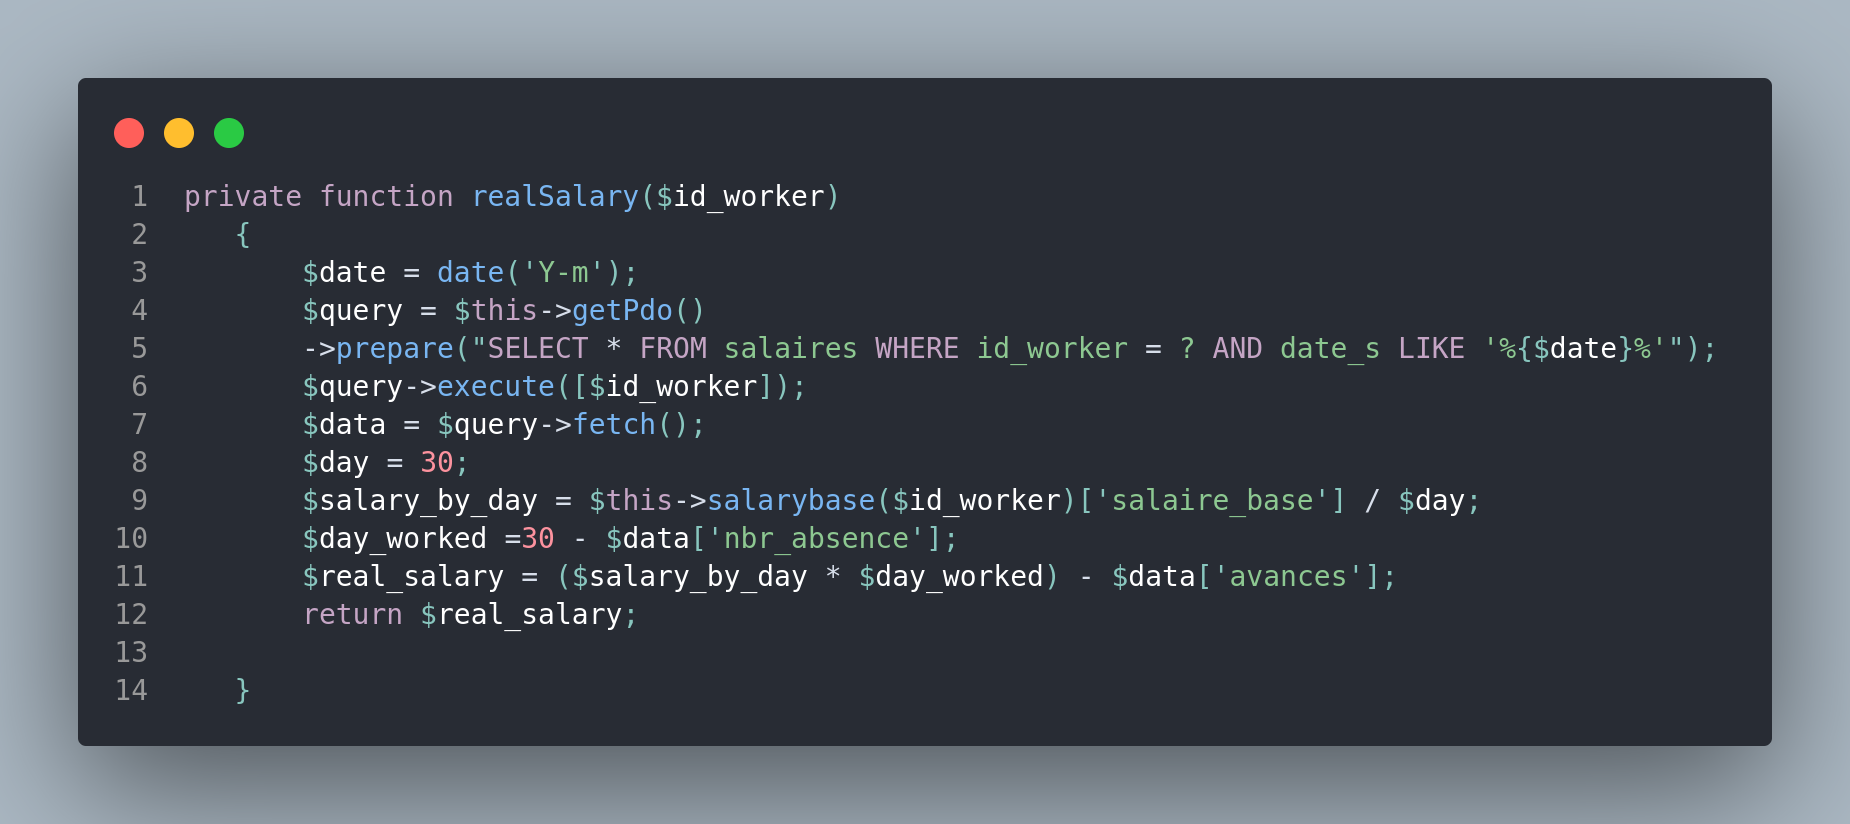 1 private function realSalary($id_worker)
2    {
3        $date = date('Y-m');
4        $query = $this->getPdo()
5        ->prepare("SELECT * FROM salaires WHERE id_worker = ? AND date_s LIKE '%{$date}%'");
6        $query->execute([$id_worker]);
7        $data = $query->fetch();
8        $day = 30;
9        $salary_by_day = $this->salarybase($id_worker)['salaire_base'] / $day;
10        $day_worked =30 - $data['nbr_absence'];
11        $real_salary = ($salary_by_day * $day_worked) - $data['avances'];
12        return $real_salary;
13
14    }